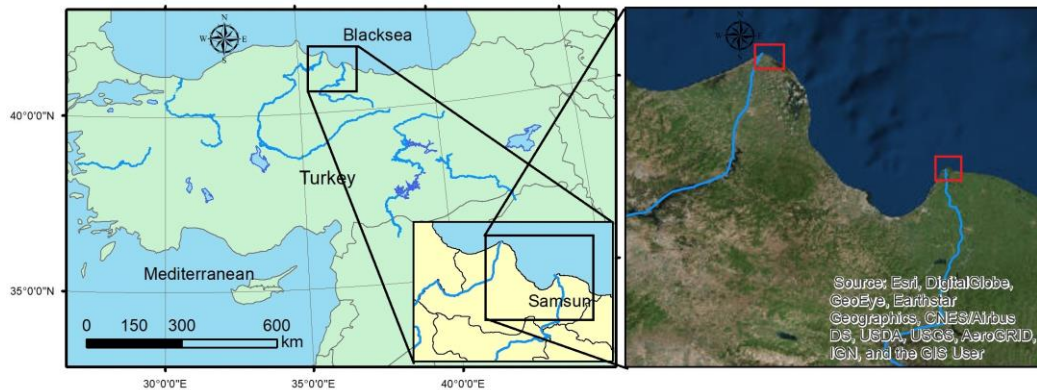 N
W E
S
Blacksea
40°0'0"N
Turkey
Mediterranean
35°0'0"N
0 150 300 600
km
30°0'0"E 35°0'0"E 40°0'0"E
Samsun
N
W E
S
Source: Esri, DigitalGlobe,
GeoEye, Earthstar
Geographics, CNES/Airbus
DS, USDA, USGS, AeroGRID,
IGN, and the GIS User